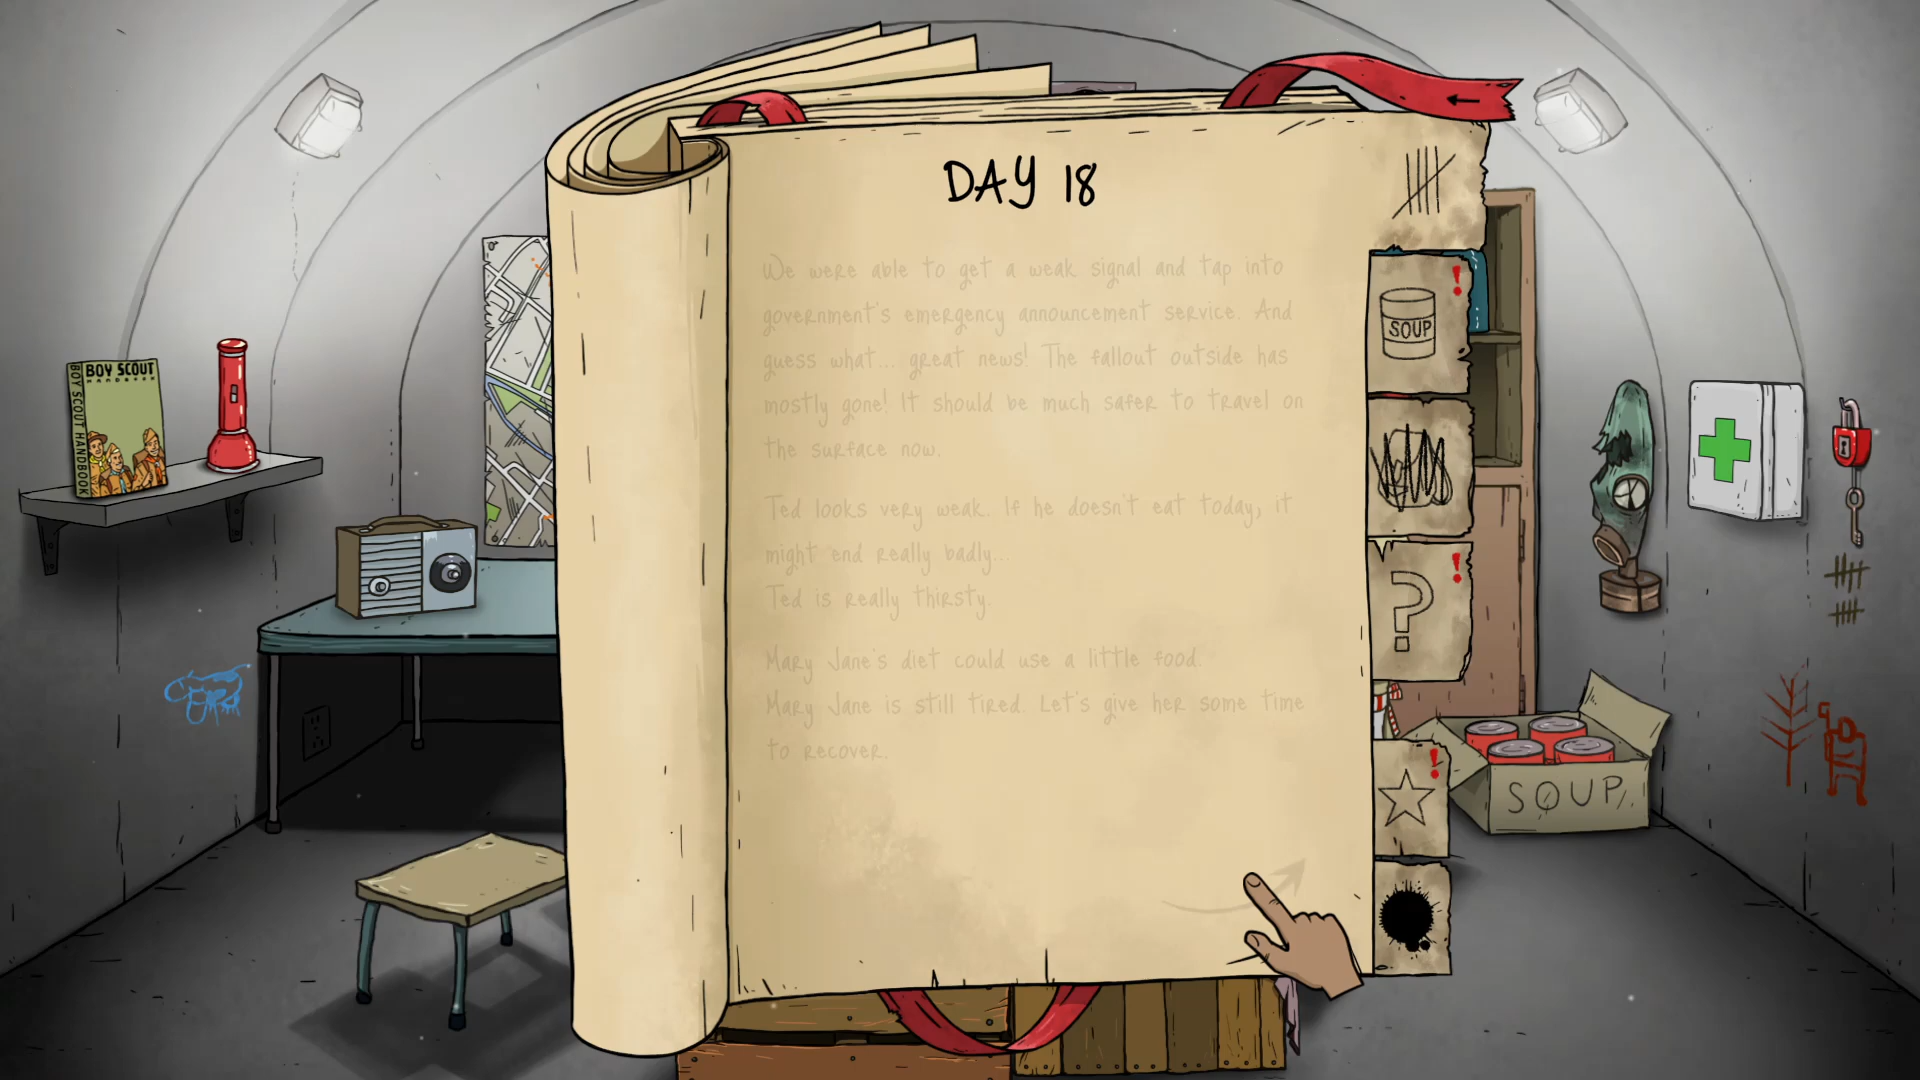 DAY 18
We were able to get a weak signal and tap into
government's emergency announcement service. And
guess what... great news! The fallout outside has
mostly gone! It should be much safer to travel on
the surface now.
Ted looks very weak. If he doesn't eat today, it
might end really badly...
Ted is really thirsty.
Mary Jane's diet could use a little food.
Mary Jane is still tired. Let's give her some time
to recover.
!
SOUP
!
?
!
BOY SCOUT
HANDBOOK
BOY SCOUT HANDBOOK
SOUP